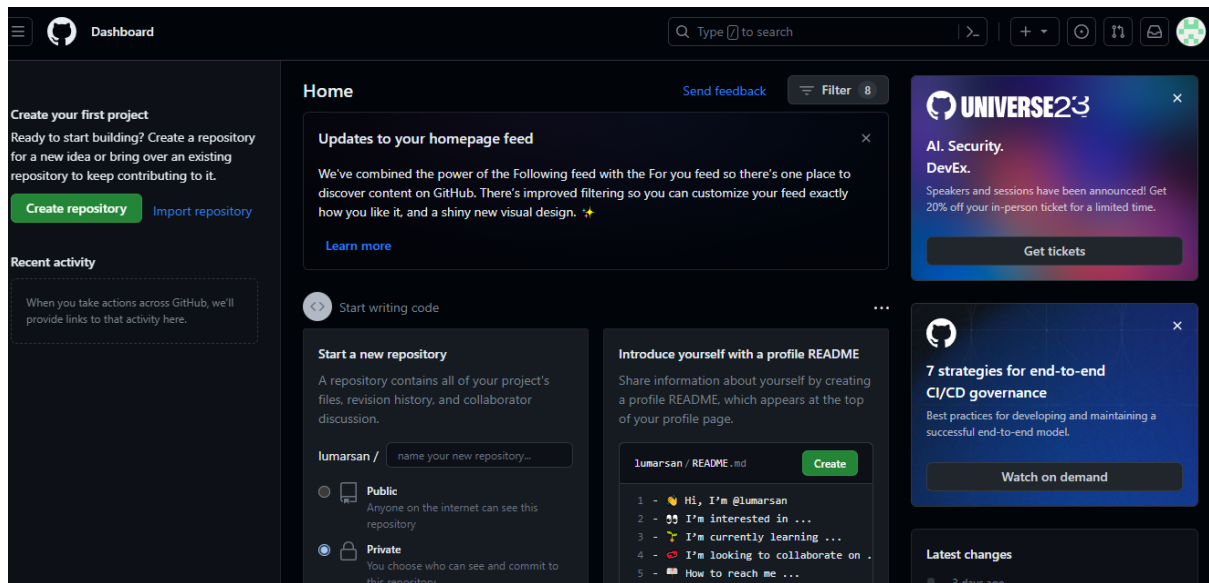 Dashboard
Type / to search
Create your first project
Ready to start building? Create a repository
for a new idea or bring over an existing
repository to keep contributing to it.
Create repository
Import repository
Recent activity
When you take actions across GitHub, we'll
provide links to that activity here.
Home
Send feedback
Filter 8
Updates to your homepage feed
We've combined the power of the Following feed with the For you feed so there's one place to
discover content on GitHub. There's improved filtering so you can customize your feed exactly
how you like it, and a shiny new visual design. ✨
Learn more
Start writing code
Start a new repository
A repository contains all of your project's
files, revision history, and collaborator
discussion.
lumarsan /
name your new repository...
Public
Anyone on the internet can see this
repository
Private
You choose who can see and commit to
this repository
Introduce yourself with a profile README
Share information about yourself by creating
a profile README, which appears at the top
of your profile page.
lumarsan/README.md
Create
1 - 👋 Hi, I'm @lumarsan
2 - 👀 I'm interested in ...
3 - 🌱 I'm currently learning ...
4 - 💞️ I'm looking to collaborate on .
5 - 📫 How to reach me ...
UNIVERSE23
AI. Security.
DevEx.
Speakers and sessions have been announced! Get
20% off your in-person ticket for a limited time.
Get tickets
7 strategies for end-to-end
CI/CD governance
Best practices for developing and maintaining a
successful end-to-end model.
Watch on demand
Latest changes
3 days ago